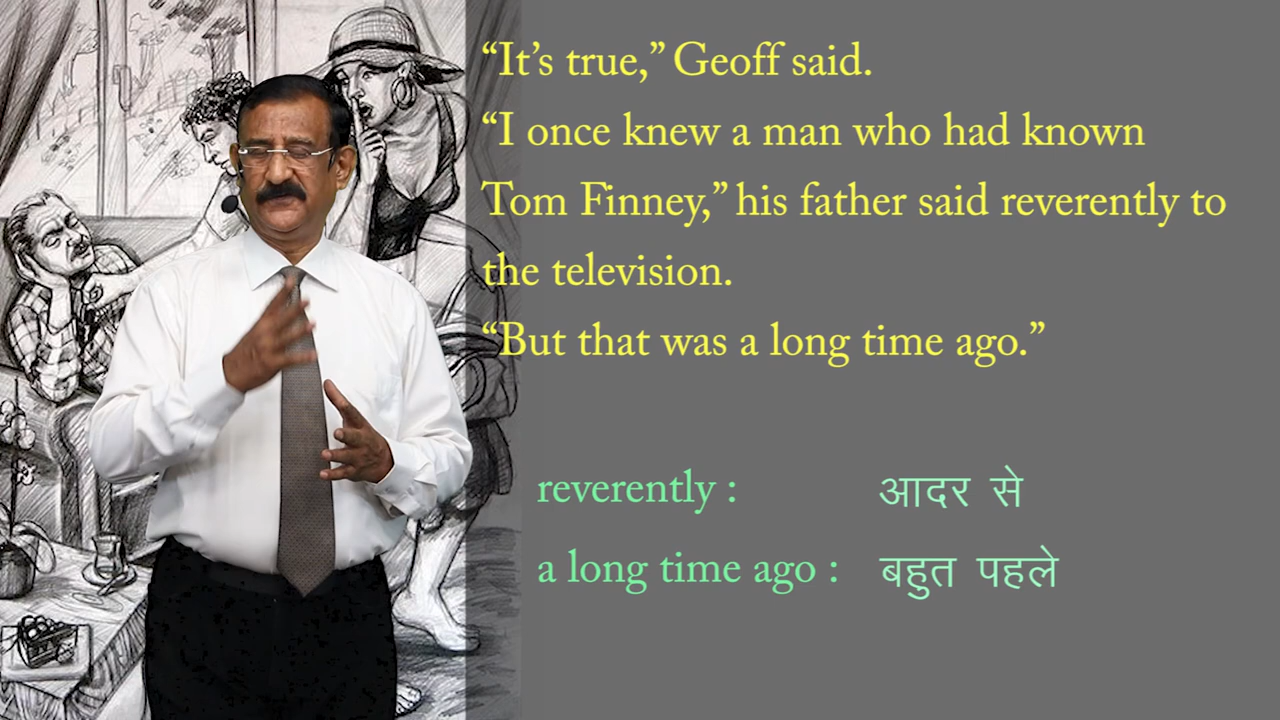 “It’s true,” Geoff said.
“I once knew a man who had known
Tom Finney,” his father said reverently to
the television.
“But that was a long time ago.”
reverently : आदर से
a long time ago : बहुत पहले